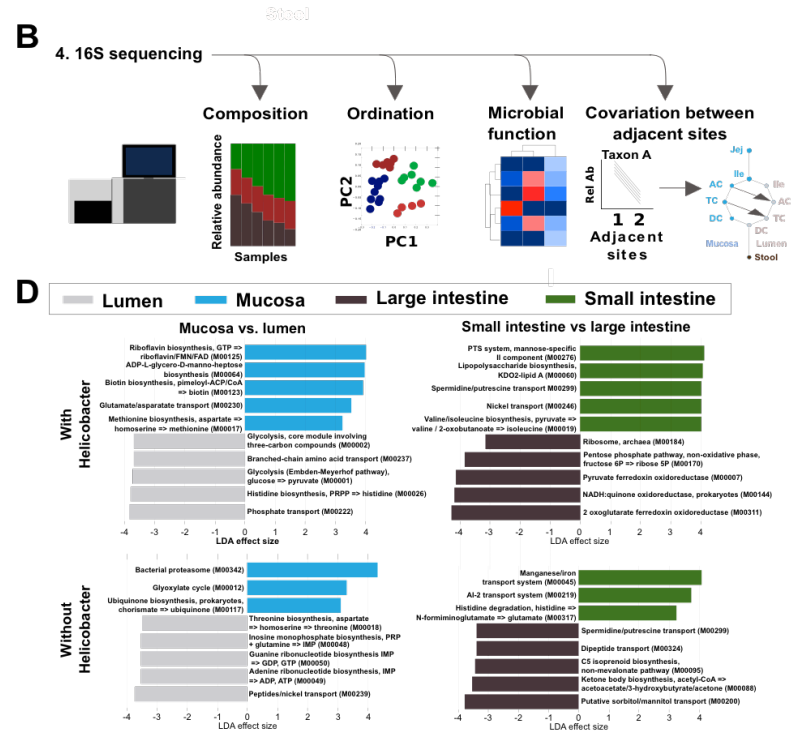 Stool
B
4. 16S sequencing
Composition
Ordination
Microbial
function
Covariation between
adjacent sites
Relative abundance
Samples
PC2
PC1
Taxon A
Rel Ab
1 2
Adjacent
sites
Jej
Ile
Ile
AC
AC
TC
TC
DC
DC
Mucosa
Lumen
Stool
D
Lumen
Mucosa
Large intestine
Small intestine
Mucosa vs. lumen
Small intestine vs large intestine
With
Helicobacter
Riboflavin biosynthesis, GTP =>
riboflavin/FMN/FAD (M00125)
ADP-L-glycero-D-manno-heptose
biosynthesis (M00064)
Biotin biosynthesis, pimeloyl-ACP/CoA
=> biotin (M00123)
Glutamate/asparatate transport (M00230)
Methionine biosynthesis, aspartate =>
homoserine => methionine (M00017)
Glycolysis, core module involving
three-carbon compounds (M00002)
Branched-chain amino transport (M00237)
Glycolysis (Embden-Meyerhof pathway),
glucose => pyruvate (M00001)
Histidine biosynthesis, PRPP => histidine (M00026)
Phosphate transport (M00222)
-4 -3 -2 -1 0 1 2 3 4
LDA effect size
PTS system, mannose-specific
II component (M00276)
Lipopolysaccharide biosynthesis,
KDO2-lipid A (M00060)
Spermidine/putrescine transport M00299)
Nickel transport (M00246)
Valine/isoleucine biosynthesis, pyruvate =>
valine / 2-oxobutanoate => isoleucine (M00019)
Ribosome, archaea (M00184)
Pentose phosphate pathway, non-oxidative phase,
fructose 6P => ribose 5P (M00170)
Pyruvate ferredoxin oxidoreductase (M00007)
NADH:quinone oxidoreductase, prokaryotes (M00144)
2 oxoglutarate ferredoxin oxidoreductase (M00311)
-4 -3 -2 -1 0 1 2 3 4
LDA effect size
Without
Helicobacter
Bacterial proteasome (M00342)
Glyoxylate cycle (M00012)
Ubiquinone biosynthesis, prokaryotes,
chorismate => ubiquinone (M00117)
Threonine biosynthesis, aspartate
=> homoserine => threonine (M00018)
Inosine monophosphate biosynthesis, PRP
+ glutamine => IMP (M00048)
Guanine ribonucleotide biosynthesis IMP
=> GDP, GTP (M00050)
Adenine ribonucleotide biosynthesis, IMP
=> ADP, ATP (M00049)
Peptides/nickel transport (M00239)
-4 -3 -2 -1 0 1 2 3 4
LDA effect size
Manganese/iron
transport system (M00045)
AI-2 transport system (M00219)
Histidine degradation, histidine =>
N-formiminoglutamate => glutamate (M00317)
Spermidine/putrescine transport (M00299)
Dipeptide transport (M00324)
C5 isoprenoid biosynthesis,
non-mevalonate pathway (M00095)
Ketone body biosynthesis, acetyl-CoA =>
acetoacetate/3-hydroxybutyrate/acetone (M00088)
Putative sorbitol/mannitol transport (M00200)
-4 -3 -2 -1 0 1 2 3 4
LDA effect size